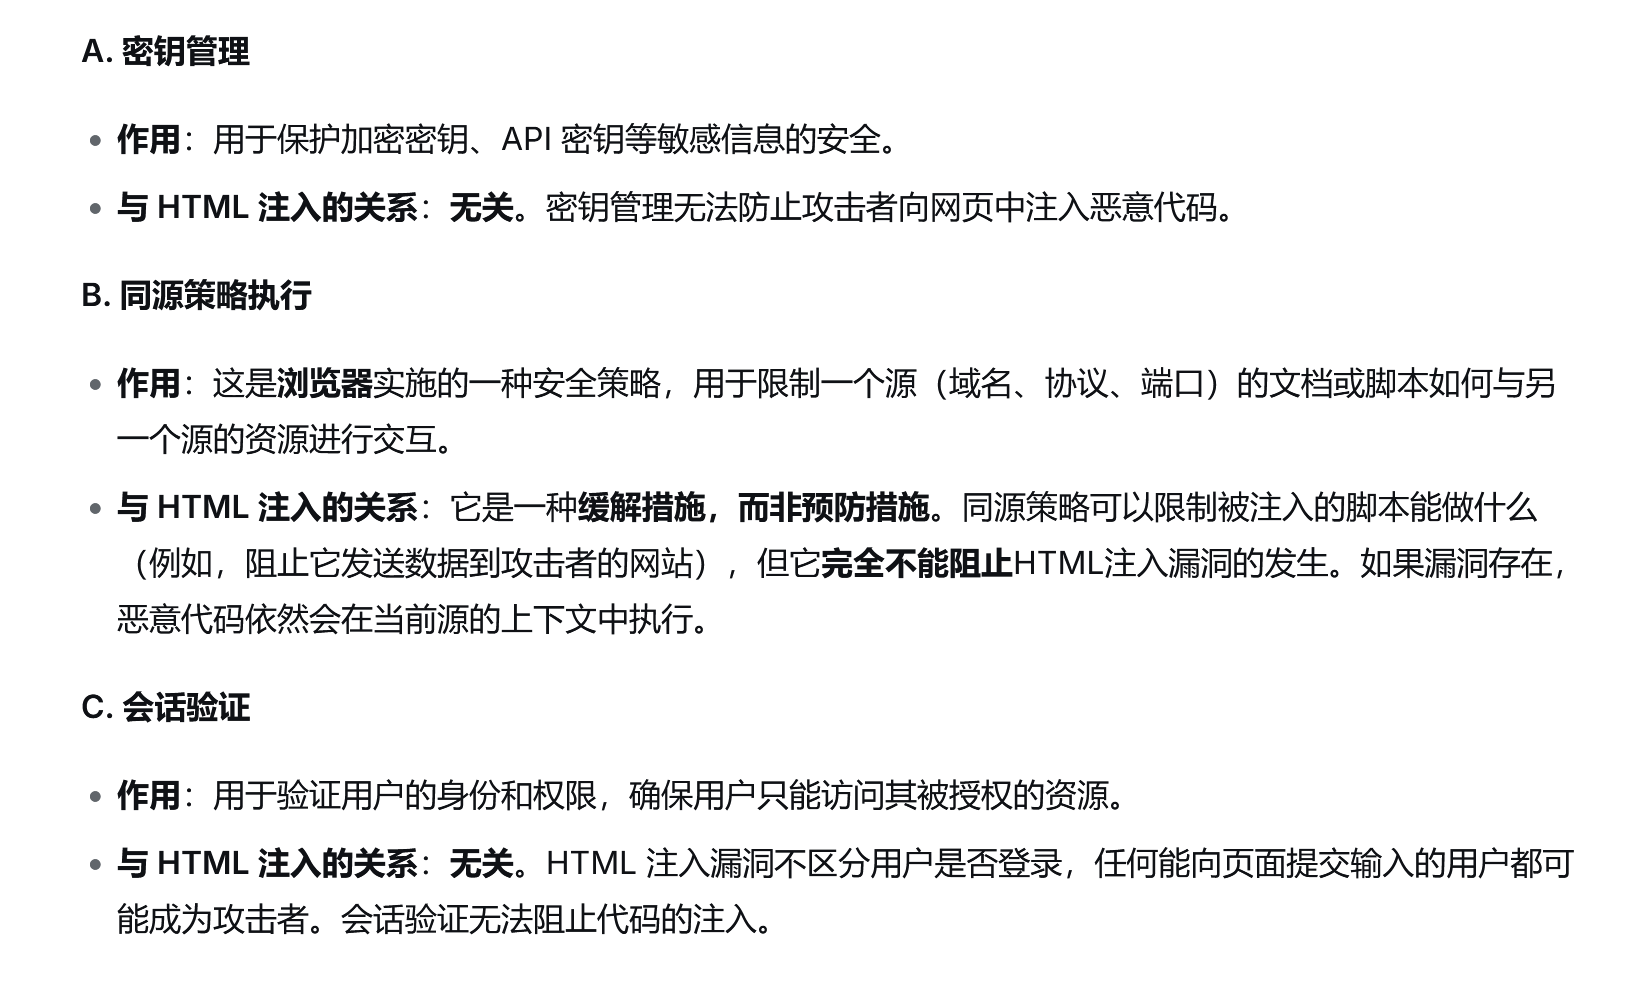 A. 密钥管理
• 作用：用于保护加密密钥、API 密钥等敏感信息的安全。
• 与 HTML 注入的关系：无关。密钥管理无法防止攻击者向网页中注入恶意代码。
B. 同源策略执行
• 作用：这是浏览器实施的一种安全策略，用于限制一个源（域名、协议、端口）的文档或脚本如何与另
一个源的资源进行交互。
• 与 HTML 注入的关系：它是一种缓解措施，而非预防措施。同源策略可以限制被注入的脚本能做什么
（例如，阻止它发送数据到攻击者的网站），但它完全不能阻止HTML注入漏洞的发生。如果漏洞存在，
恶意代码依然会在当前源的上下文中执行。
C. 会话验证
• 作用：用于验证用户的身份和权限，确保用户只能访问其被授权的资源。
• 与 HTML 注入的关系：无关。HTML 注入漏洞不区分用户是否登录，任何能向页面提交输入的用户都可
能成为攻击者。会话验证无法阻止代码的注入。